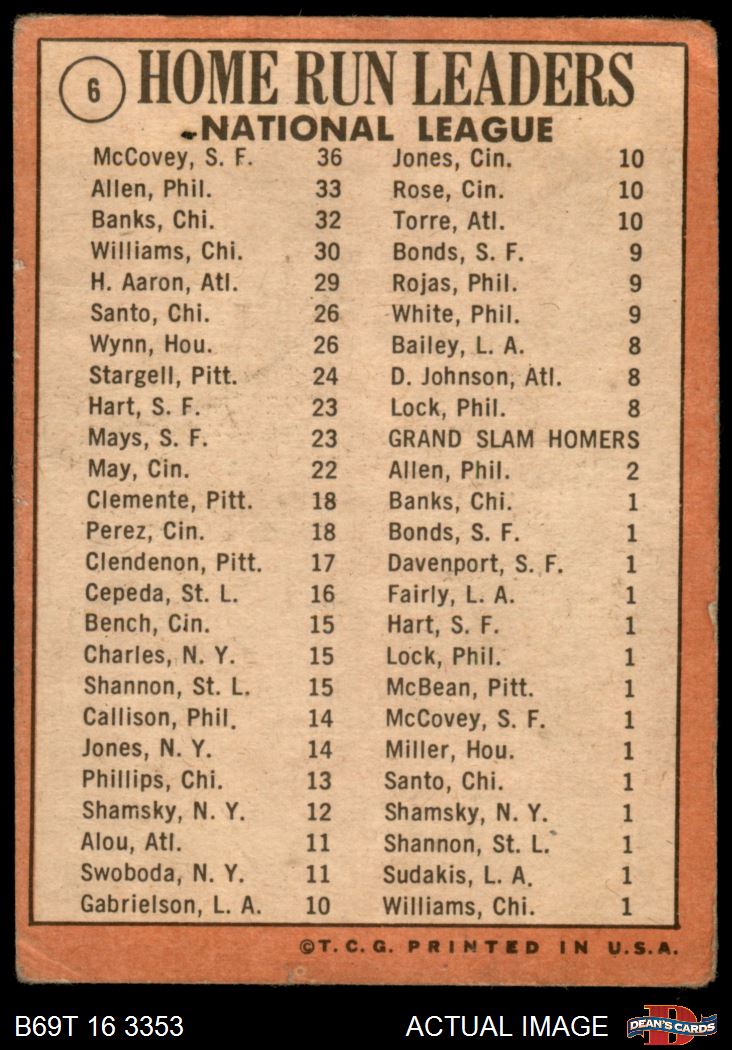 6
HOME RUN LEADERS
NATIONAL LEAGUE
McCovey, S. F. 36
Allen, Phil. 33
Banks, Chi. 32
Williams, Chi. 30
H. Aaron, Atl. 29
Santo, Chi. 26
Wynn, Hou. 26
Stargell, Pitt. 24
Hart, S. F. 23
Mays, S. F. 23
May, Cin. 22
Clemente, Pitt. 18
Perez, Cin. 18
Clendenon, Pitt. 17
Cepeda, St. L. 16
Bench, Cin. 15
Charles, N. Y. 15
Shannon, St. L. 15
Callison, Phil. 14
Jones, N. Y. 14
Phillips, Chi. 13
Shamsky, N. Y. 12
Alou, Atl. 11
Swoboda, N. Y. 11
Gabrielson, L. A. 10
Jones, Cin. 10
Rose, Cin. 10
Torre, Atl. 10
Bonds, S. F. 9
Rojas, Phil. 9
White, Phil. 9
Bailey, L. A. 8
D. Johnson, Atl. 8
Lock, Phil. 8
GRAND SLAM HOMERS
Allen, Phil. 2
Banks, Chi. 1
Bonds, S. F. 1
Davenport, S. F. 1
Fairly, L. A. 1
Hart, S. F. 1
Lock, Phil. 1
McBean, Pitt. 1
McCovey, S. F. 1
Miller, Hou. 1
Santo, Chi. 1
Shamsky, N. Y. 1
Shannon, St. L. 1
Sudakis, L. A. 1
Williams, Chi. 1
©T. C. G. PRINTED IN U.S.A.
B69T 16 3353
ACTUAL IMAGE
D
DEAN'S CARDS